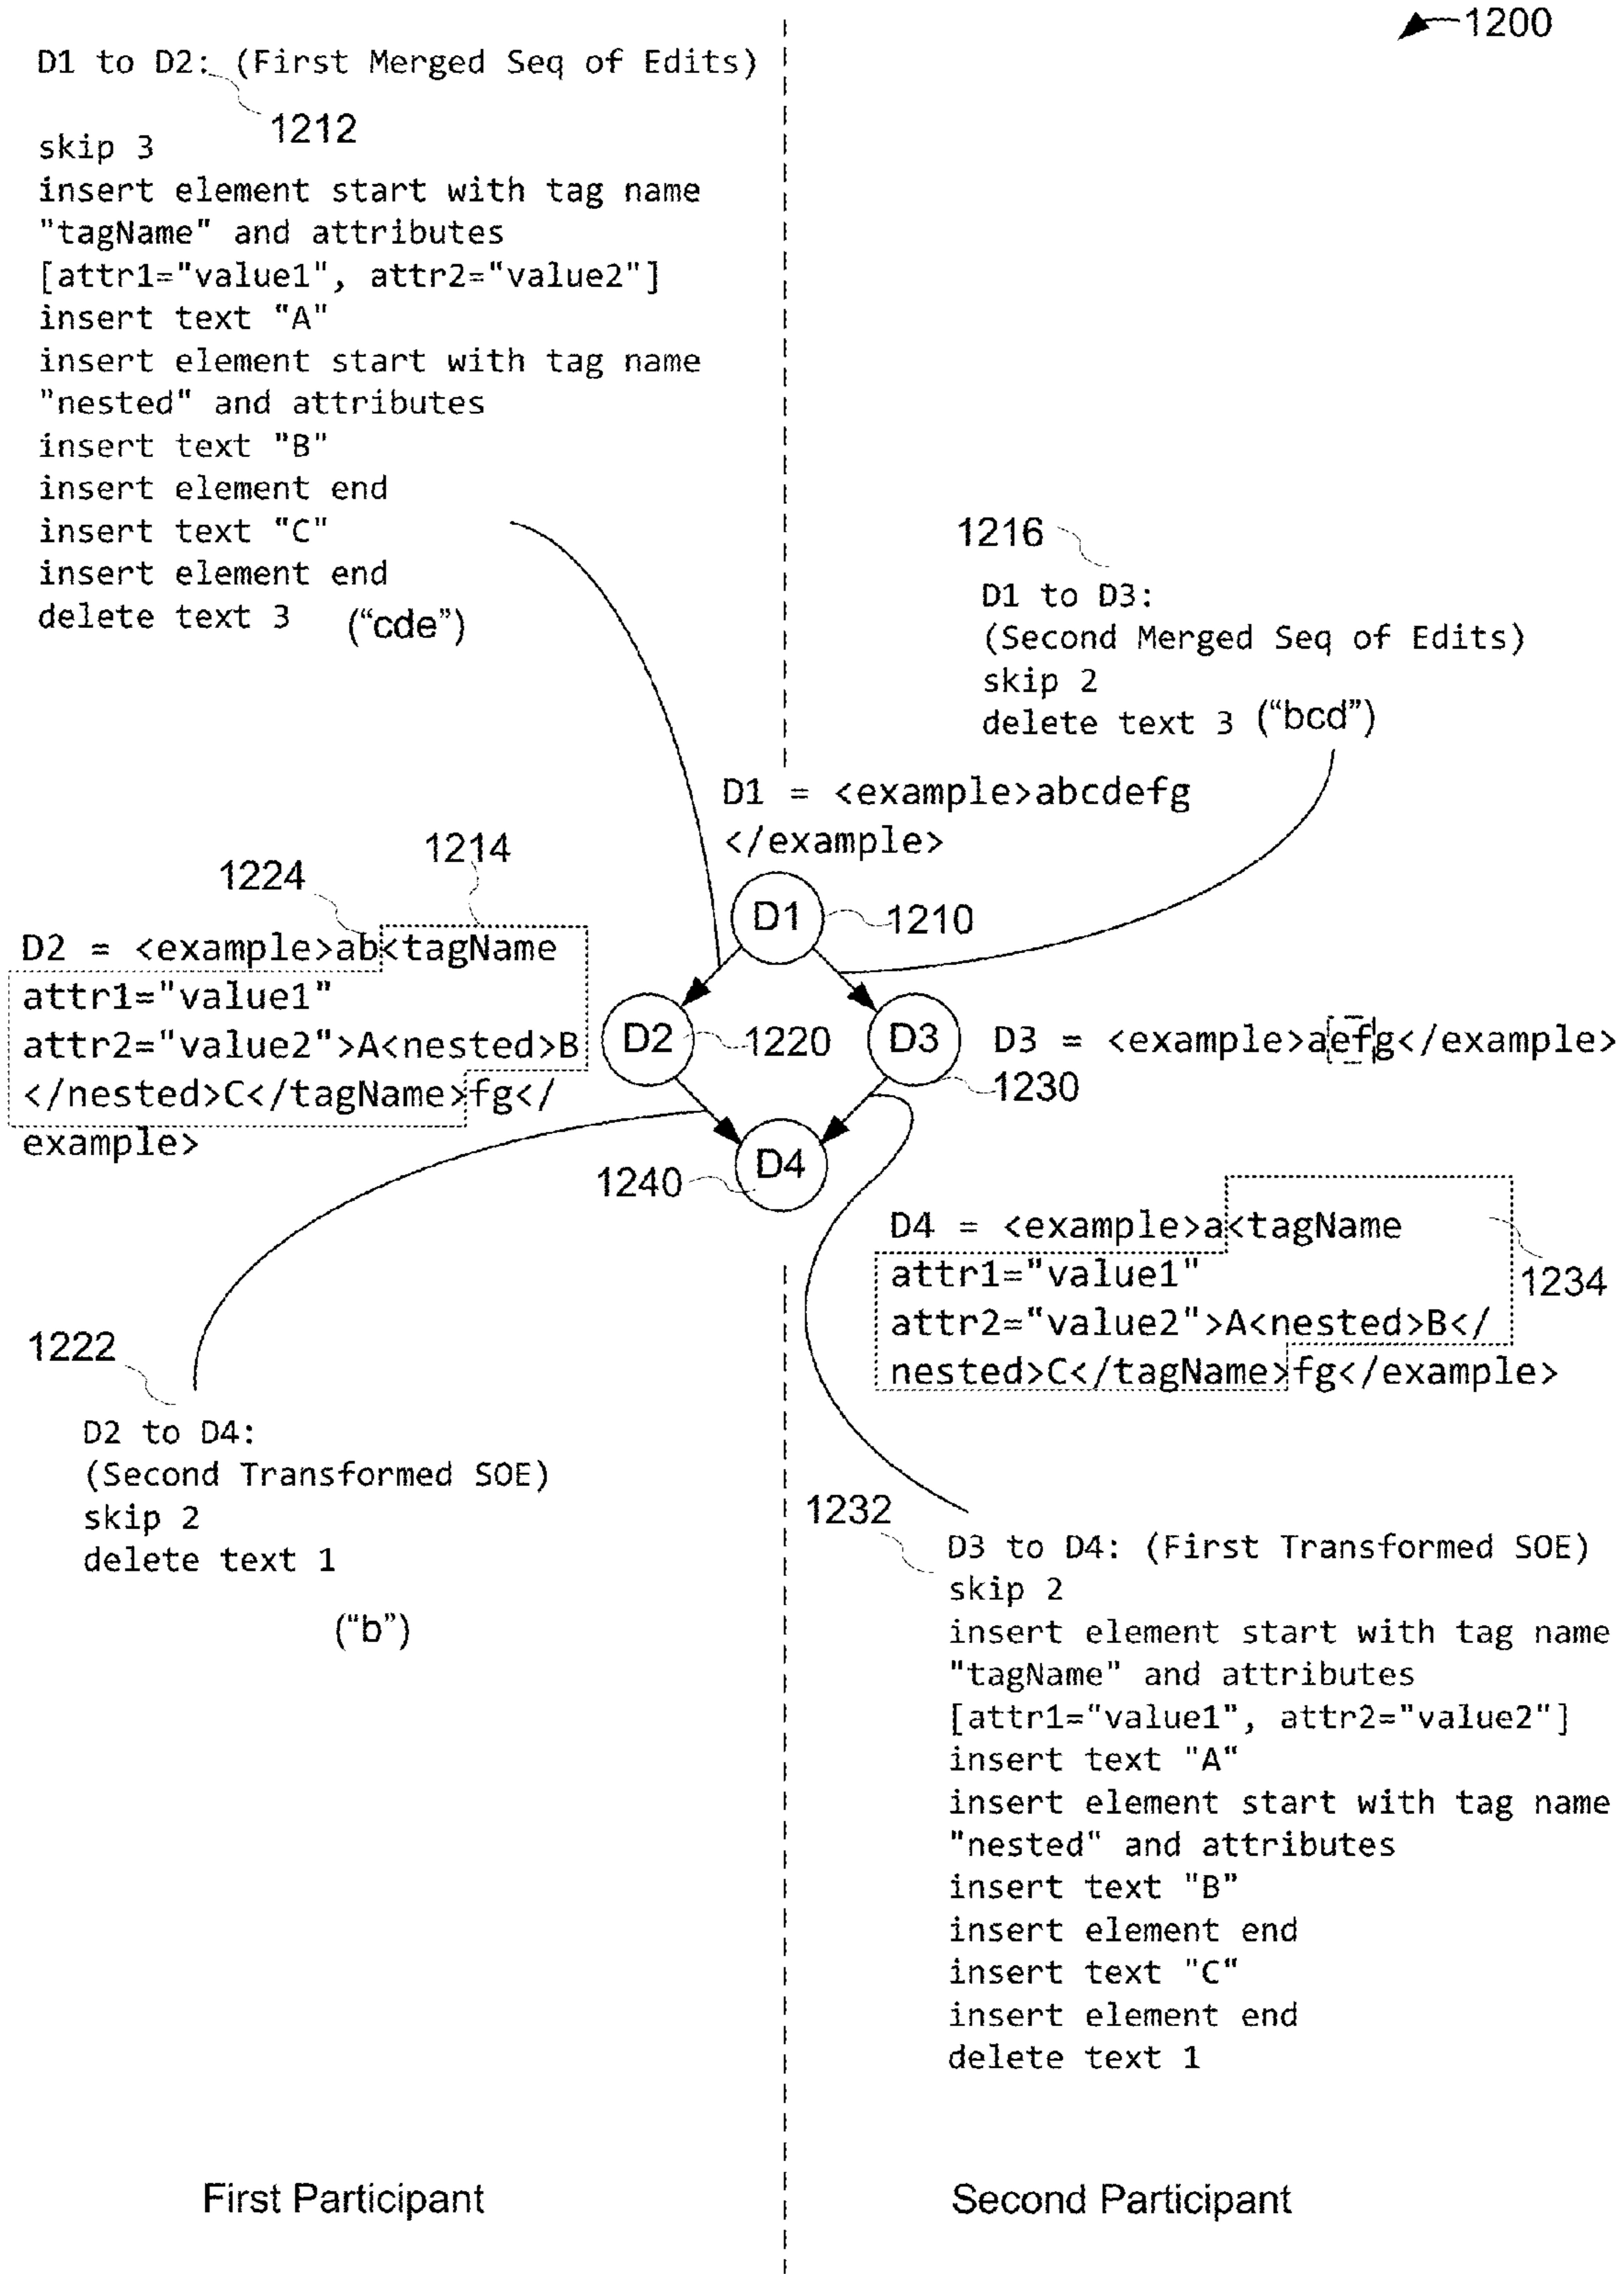 1200
D1 to D2: (First Merged Seq of Edits)
1212
skip 3
insert element start with tag name
"tagName" and attributes
[attr1="value1", attr2="value2"]
insert text "A"
insert element start with tag name
"nested" and attributes
insert text "B"
insert element end
insert text "C"
insert element end
delete text 3 ("cde")
1216
D1 to D3:
(Second Merged Seq of Edits)
skip 2
delete text 3 ("bcd")
D1 = <example>abcdefg
</example>
1214
1224
D1
1210
D2 = <example>ab<tagName
attr1="value1"
attr2="value2">A<nested>B
</nested>C</tagName>fg</
example>
D2
1220
D3
1230
D3 = <example>aefg</example>
D4
1240
D4 = <example>a<tagName
attr1="value1"
attr2="value2">A<nested>B</
nested>C</tagName>fg</example>
1234
1222
D2 to D4:
(Second Transformed SOE)
skip 2
delete text 1
("b")
1232
D3 to D4: (First Transformed SOE)
skip 2
insert element start with tag name
"tagName" and attributes
[attr1="value1", attr2="value2"]
insert text "A"
insert element start with tag name
"nested" and attributes
insert text "B"
insert element end
insert text "C"
insert element end
delete text 1
First Participant
Second Participant